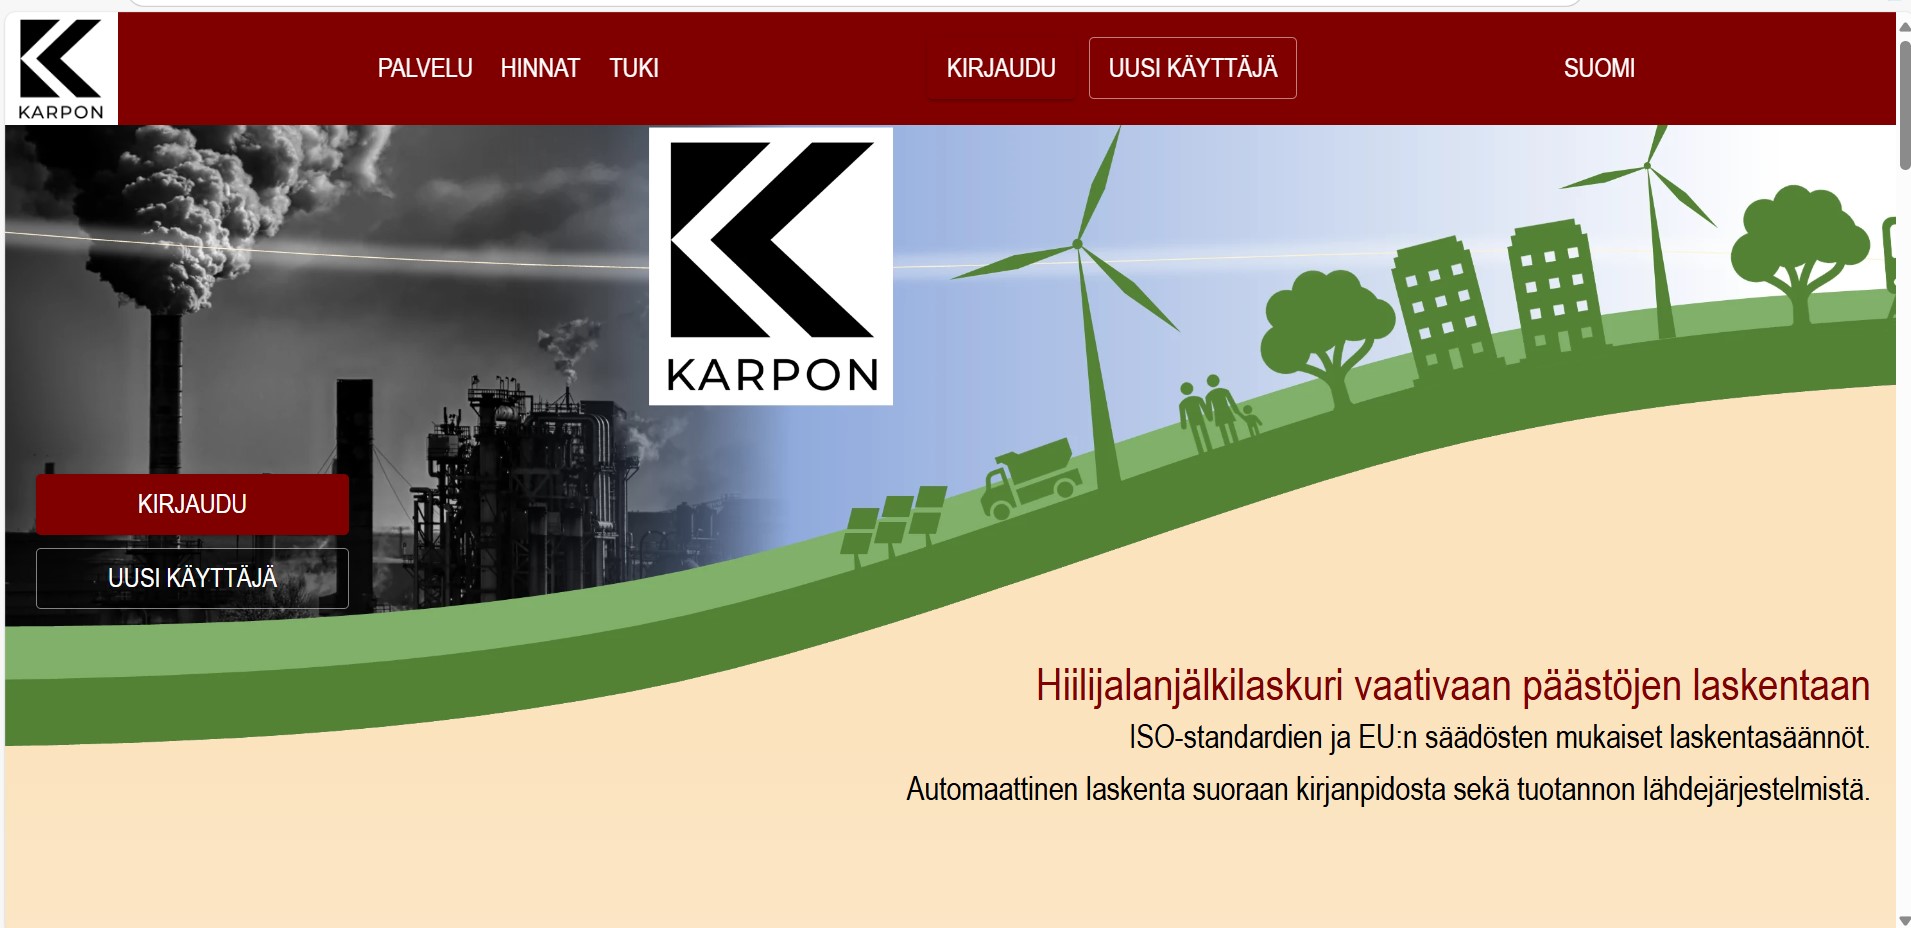 KARPON
PALVELU HINNAT TUKI KIRJAUDU UUSI KÄYTTÄJÄ SUOMI
KARPON
KIRJAUDU
UUSI KÄYTTÄJÄ
Hiilijalanjälkilaskuri vaativaan päästöjen laskentaan
ISO-standardien ja EU:n säädösten mukaiset laskentasäännöt.
Automaattinen laskenta suoraan kirjanpidosta sekä tuotannon lähdejärjestelmistä.